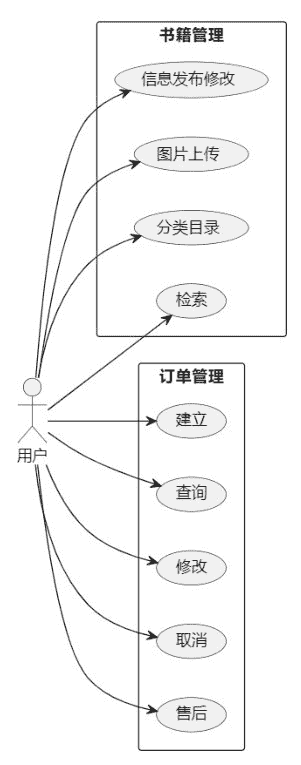 书籍管理
信息发布修改
图片上传
分类目录
检索
用户
订单管理
建立
查询
修改
取消
售后